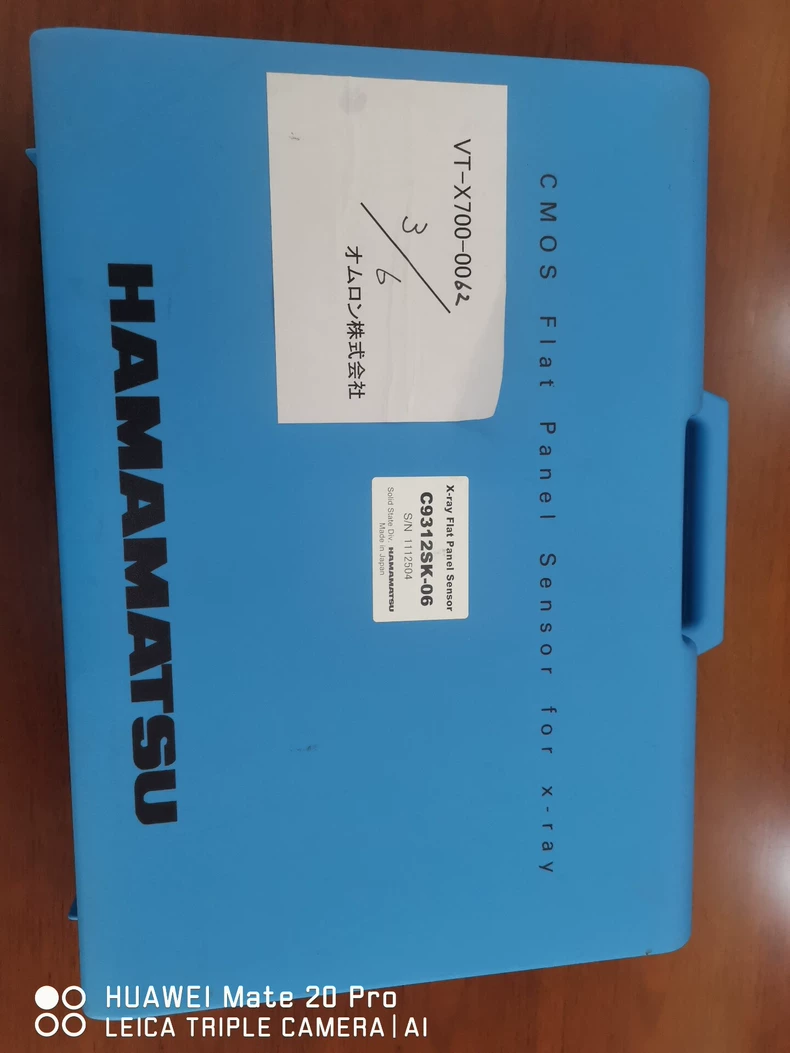 CMOS Flat Panel Sensor for x-ray
VT-X700-0062
3/6
オムロン株式会社
X-ray Flat Panel Sensor
C9312SK-06
S/N 1112504
Solid State Div. HAMAMATSU
Made in Japan
HAMAMATSU
HUAWEI Mate 20 Pro
LEICA TRIPLE CAMERA | AI